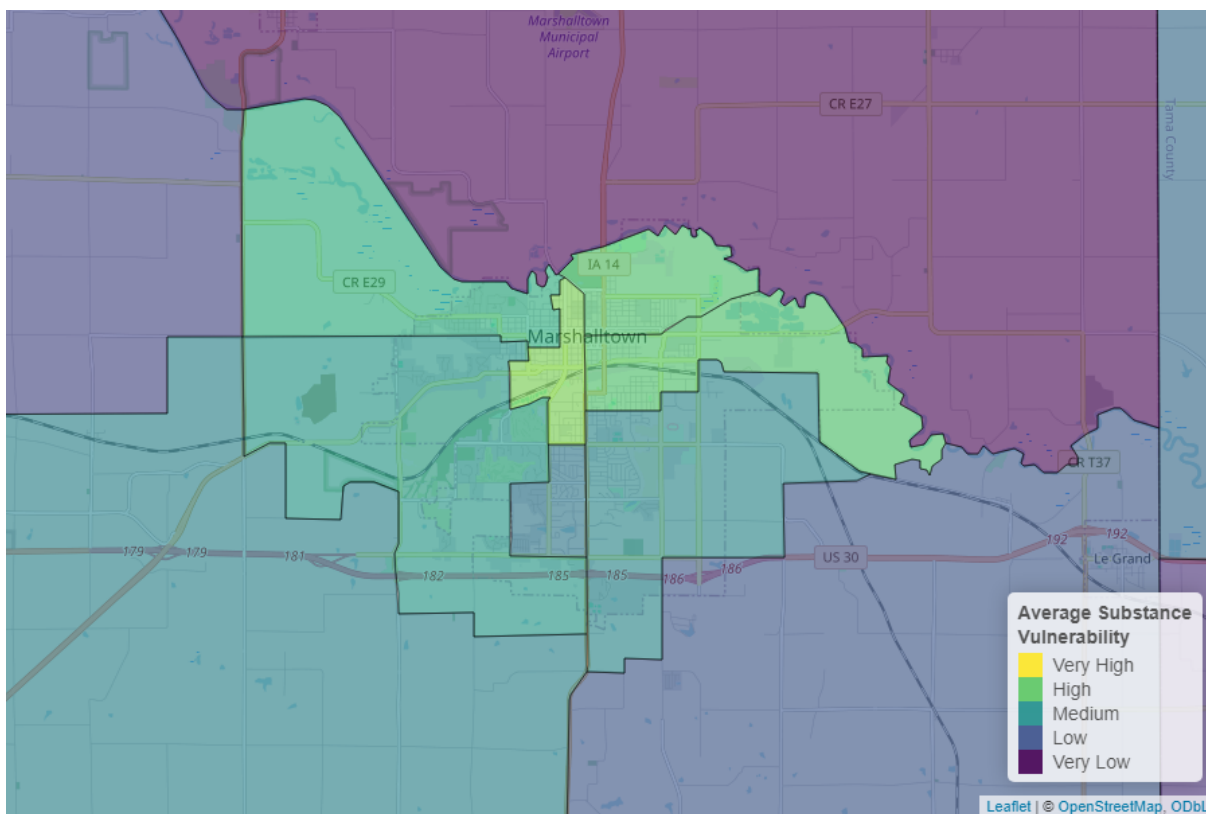 Marshalltown
Municipal
Airport
CR E27
Tama County
IA 14
CR E29
Marshalltown
CR T37
179
179
181
182
185
185
186
186
US 30
192
192
Le Grand
Average Substance
Vulnerability
Very High
High
Medium
Low
Very Low
Leaflet | © OpenStreetMap, ODbL